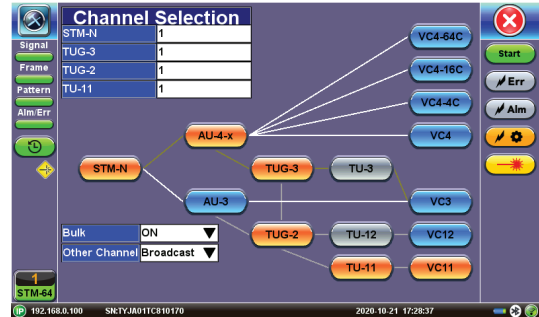 Channel Selection
STM-N 1
TUG-3 1
TUG-2 1
TU-11 1
Signal
Frame
Pattern
Alm/Err
VC4-64C
VC4-16C
VC4-4C
AU-4-x VC4
STM-N TUG-3 TU-3
AU-3 VC3
TUG-2 TU-12 VC12
TU-11 VC11
Bulk ON
Other Channel Broadcast
Start
Err
Alm
1
STM-64
IP 192.168.0.100 SN:TYJA01TC810170 2020-10-21 17:28:37